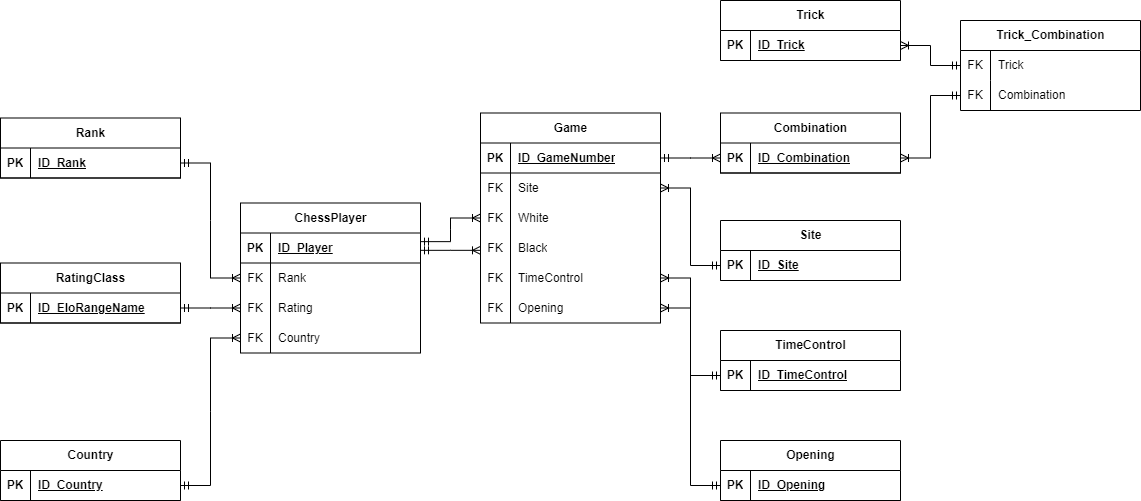 Trick
PK ID_Trick
Trick_Combination
FK Trick
FK Combination
Rank
PK ID_Rank
Game
PK ID_GameNumber
FK Site
FK White
FK Black
FK TimeControl
FK Opening
Combination
PK ID_Combination
ChessPlayer
PK ID_Player
FK Rank
FK Rating
FK Country
Site
PK ID_Site
RatingClass
PK ID_EloRangeName
TimeControl
PK ID_TimeControl
Country
PK ID_Country
Opening
PK ID_Opening